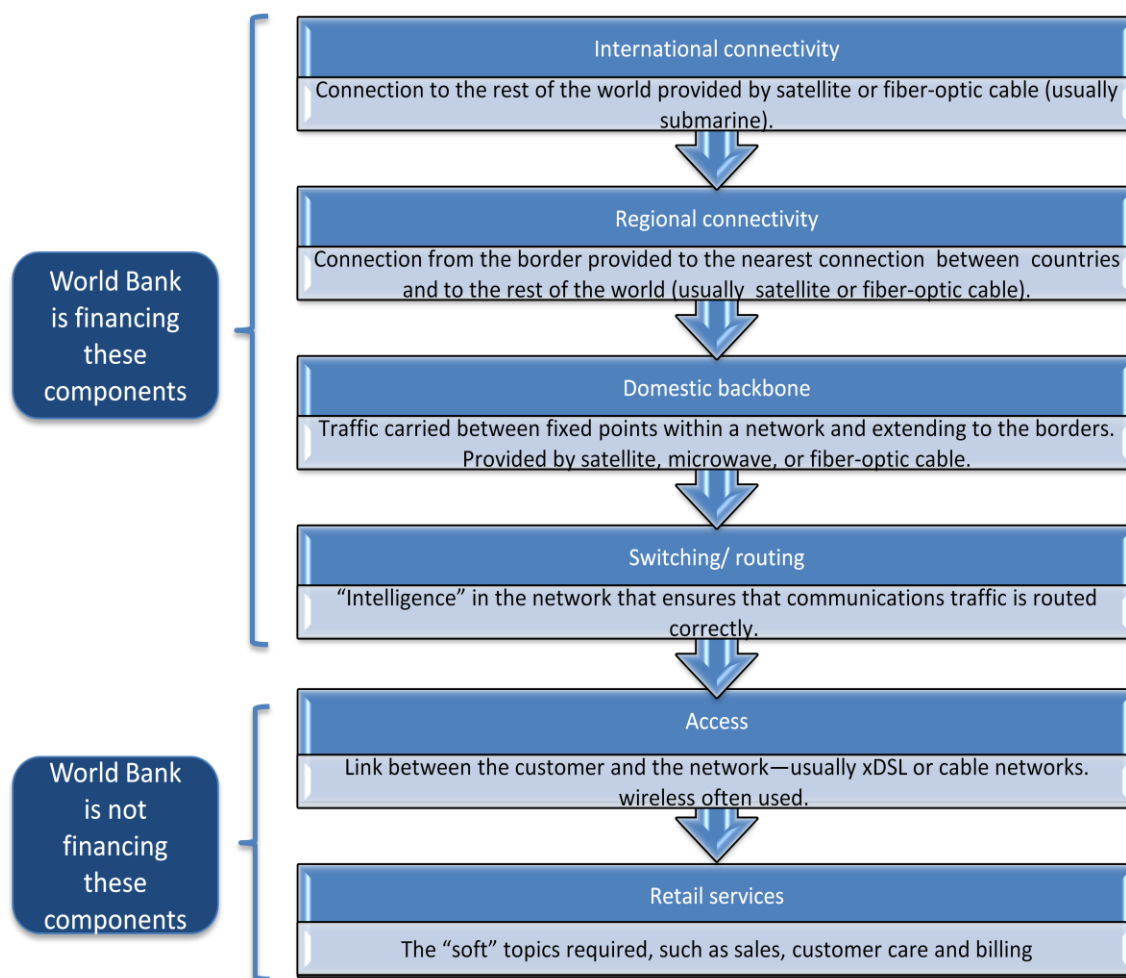 International connectivity
Connection to the rest of the world provided by satellite or fiber-optic cable (usually
submarine).
Regional connectivity
Connection from the border provided to the nearest connection  between  countries
and to the rest of the world (usually  satellite or fiber-optic cable).
World Bank
is financing
these
components
Domestic backbone
Traffic carried between fixed points within a network and extending to the borders.
Provided by satellite, microwave, or fiber-optic cable.
Switching/ routing
“Intelligence” in the network that ensures that communications traffic is routed
correctly.
Access
Link between the customer and the network—usually xDSL or cable networks.
wireless often used.
World Bank
is not
financing
these
components
Retail services
The “soft” topics required, such as sales, customer care and billing